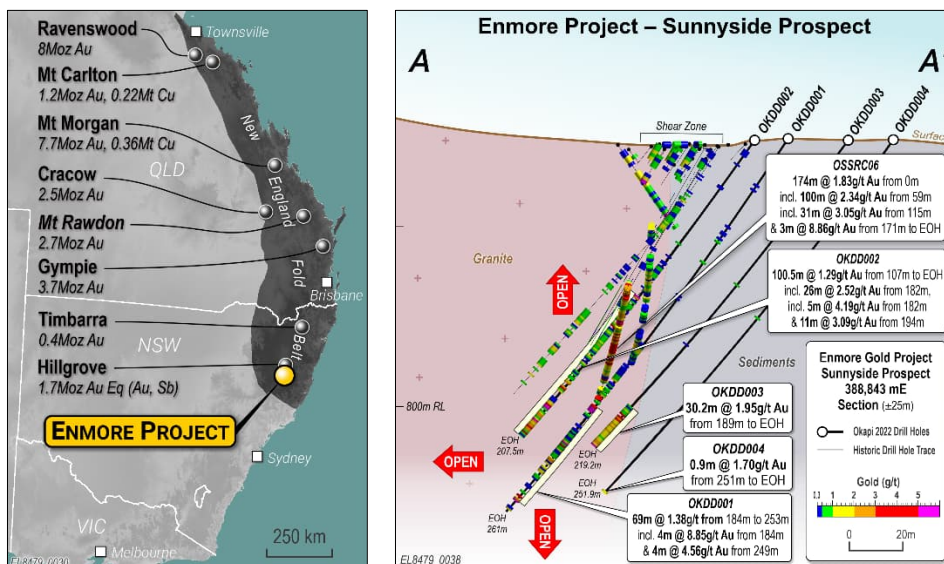 Ravenswood
8Moz Au
Townsville
Mt Carlton
1.2Moz Au, 0.22Mt Cu
Mt Morgan
7.7Moz Au, 0.36Mt Cu
New
England
Fold
Belt
QLD
Cracow
2.5Moz Au
Mt Rawdon
2.7Moz Au
Gympie
3.7Moz Au
Brisbane
Timbarra
0.4Moz Au
NSW
Hillgrove
1.7Moz Au Eq (Au, Sb)
ENMORE PROJECT
Sydney
VIC
Melbourne
250 km
EL8479_0030
Enmore Project – Sunnyside Prospect
A
OKDD002
OKDD001
OKDD003
OKDD004
Shear Zone
OSSRC06
174m @ 1.83g/t Au from 0m
incl. 100m @ 2.34g/t Au from 59m
incl. 31m @ 3.05g/t Au from 115m
& 3m @ 8.86g/t Au from 171m to EOH
OKDD002
100.5m @ 1.29g/t Au from 107m to EOH
incl. 26m @ 2.52g/t Au from 182m,
incl. 5m @ 4.19g/t Au from 182m
& 11m @ 3.09g/t Au from 194m
Granite
OPEN
Sediments
800m RL
OKDD003
30.2m @ 1.95g/t Au
from 189m to EOH
OKDD004
0.9m @ 1.70g/t Au
from 251m to EOH
OKDD001
69m @ 1.38g/t from 184m to 253m
incl. 4m @ 8.85g/t Au from 184m
& 4m @ 4.56g/t Au from 249m
EOH
207.5m
EOH
219.2m
EOH
251.9m
EOH
261m
OPEN
OPEN
Enmore Gold Project
Sunnyside Prospect
388,843 mE
Section (±25m)
Okapi 2022 Drill Holes
Historic Drill Hole Trace
Gold (g/t)
1 2 3 4 5
0 20m
EL8479_0038